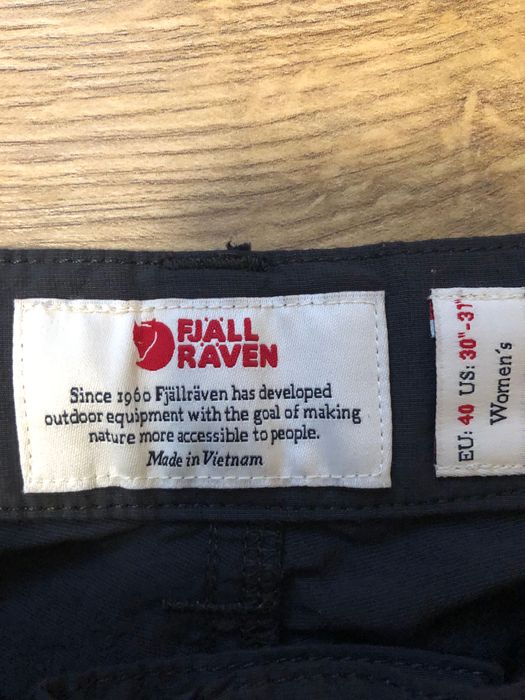 FJÄLL
RÄVEN
Since 1960 Fjällräven has developed
outdoor equipment with the goal of making
nature more accessible to people.
Made in Vietnam
EU: 40 US: 30"-31"
Women's